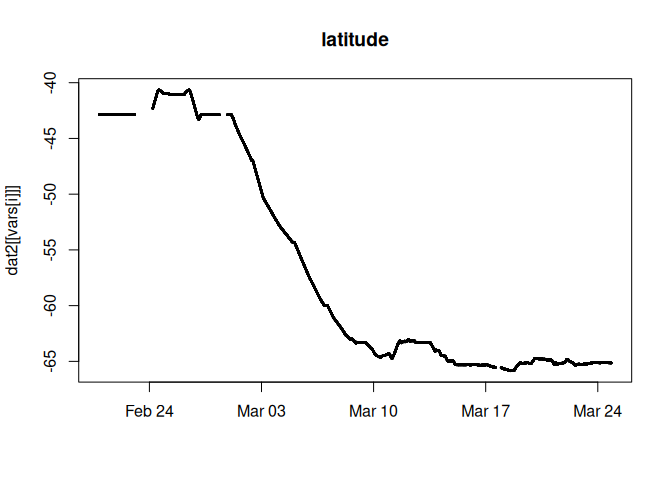 latitude
dat2[[vars[i]]]
-40
-45
-50
-55
-60
-65
Feb 24
Mar 03
Mar 10
Mar 17
Mar 24